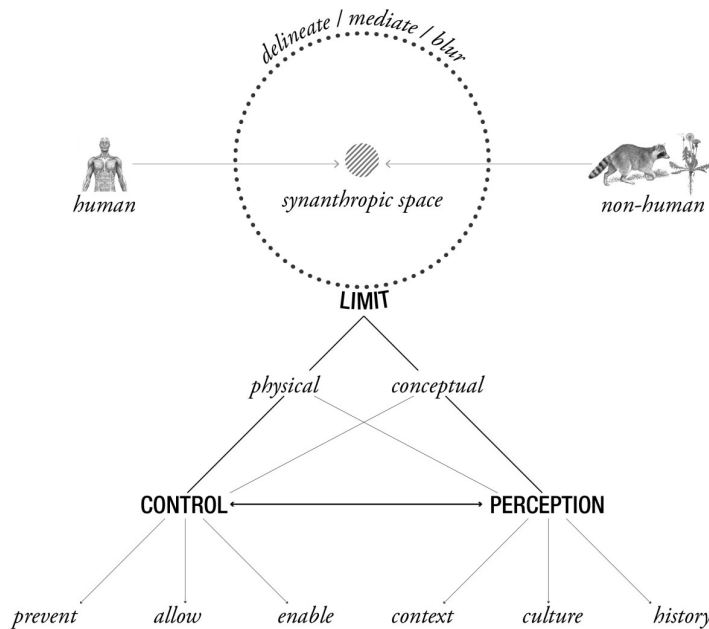 delineate / mediate / blur
human
synanthropic space
non-human
LIMIT
physical
conceptual
CONTROL
PERCEPTION
prevent
allow
enable
context
culture
history